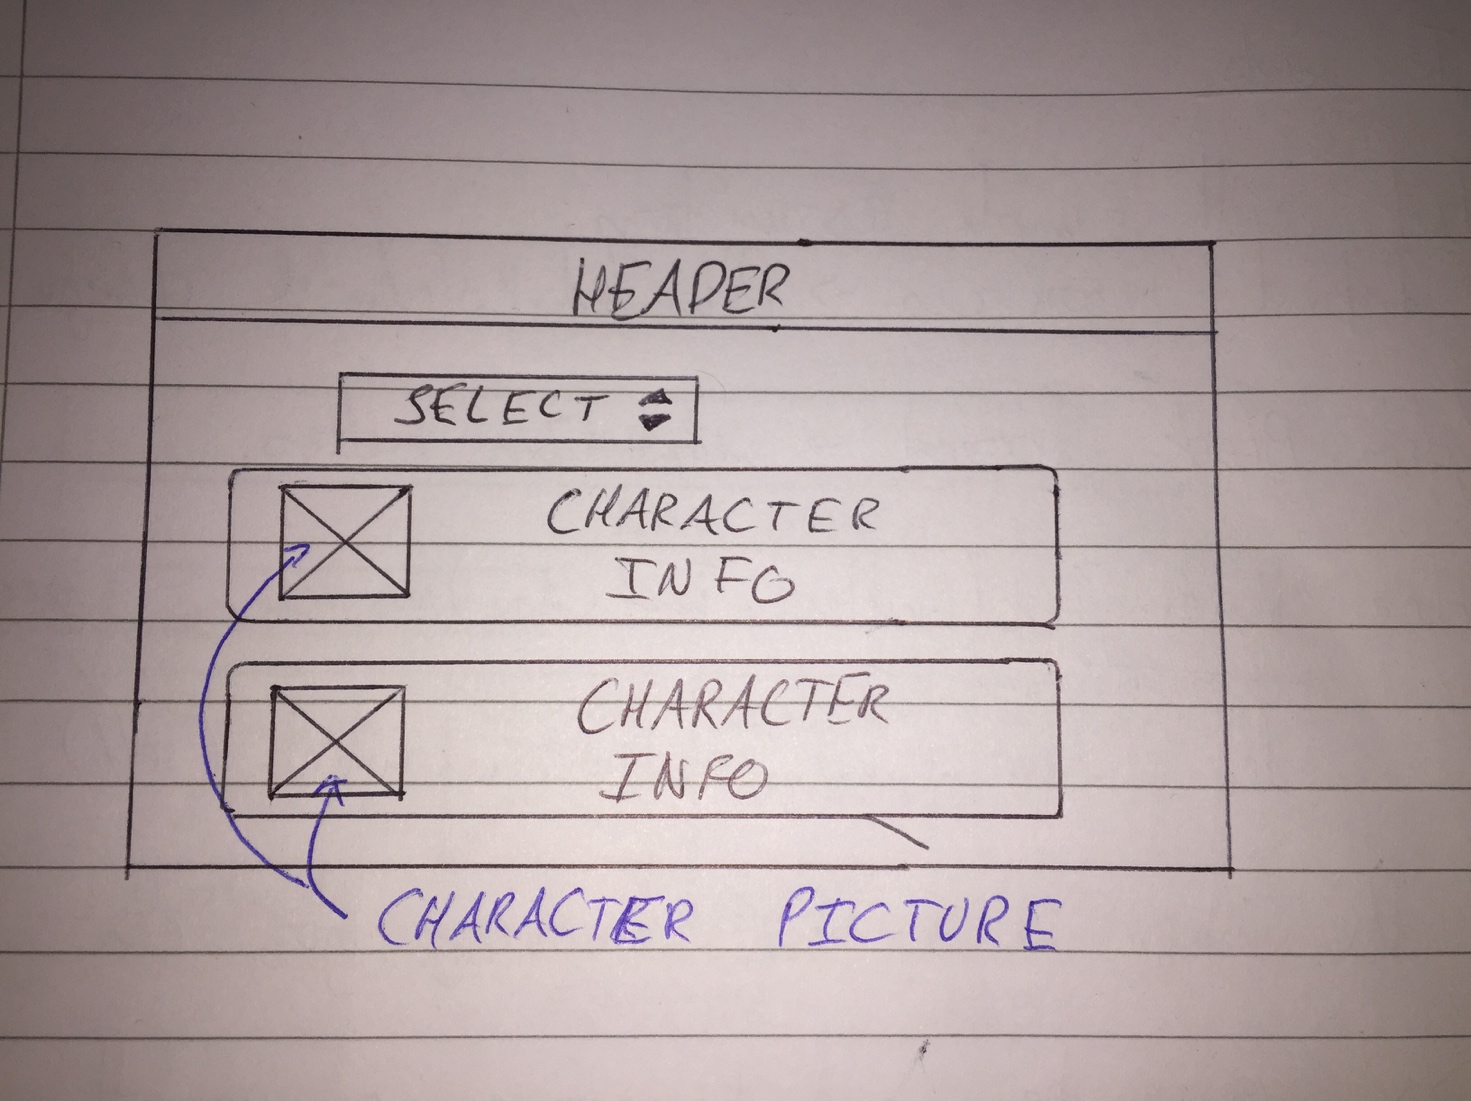 HEADER
SELECT
CHARACTER
INFO
CHARACTER
INFO
CHARACTER PICTURE